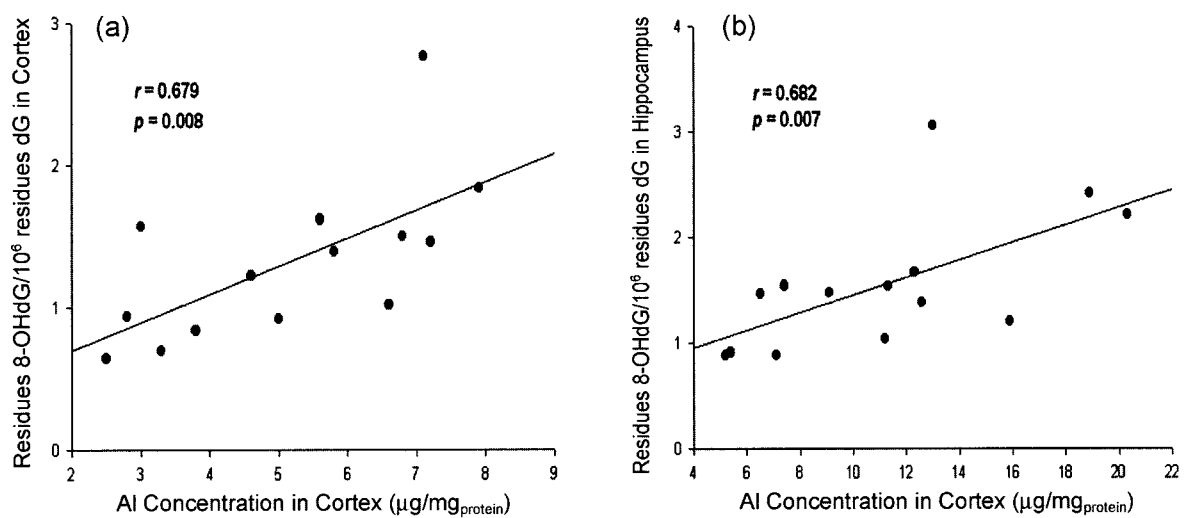 (a)
r = 0.679
p = 0.008
Residues 8-OHdG/10⁶ residues dG in Cortex
3
2
1
0
2 3 4 5 6 7 8 9
Al Concentration in Cortex (µg/mg protein)
(b)
r = 0.682
p = 0.007
Residues 8-OHdG/10⁶ residues dG in Hippocampus
4
3
2
1
0
4 6 8 10 12 14 16 18 20 22
Al Concentration in Cortex (µg/mg protein)